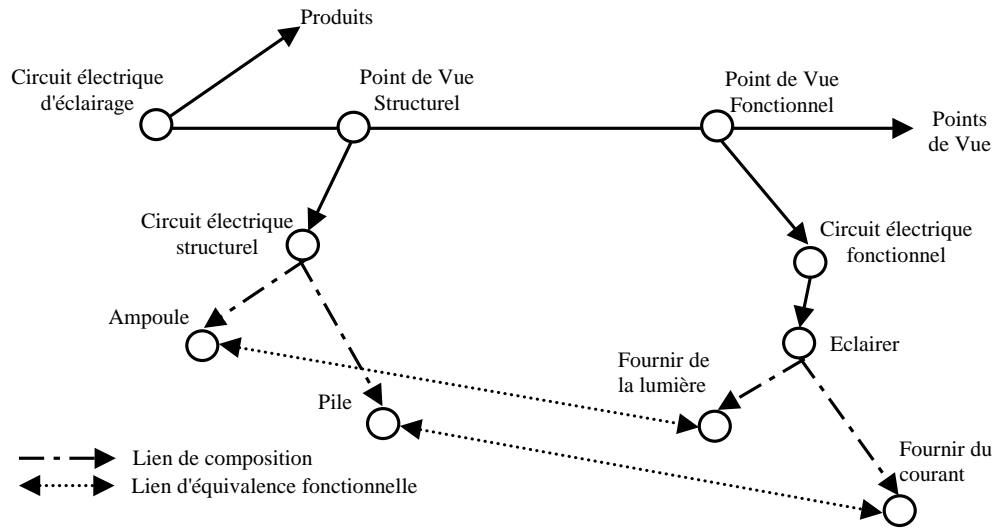 Produits
Circuit électrique
d'éclairage
Point de Vue
Structurel
Point de Vue
Fonctionnel
Points
de Vue
Circuit électrique
structurel
Circuit électrique
fonctionnel
Ampoule
Eclairer
Fournir de
la lumière
Pile
Fournir du
courant
Lien de composition
Lien d'équivalence fonctionnelle